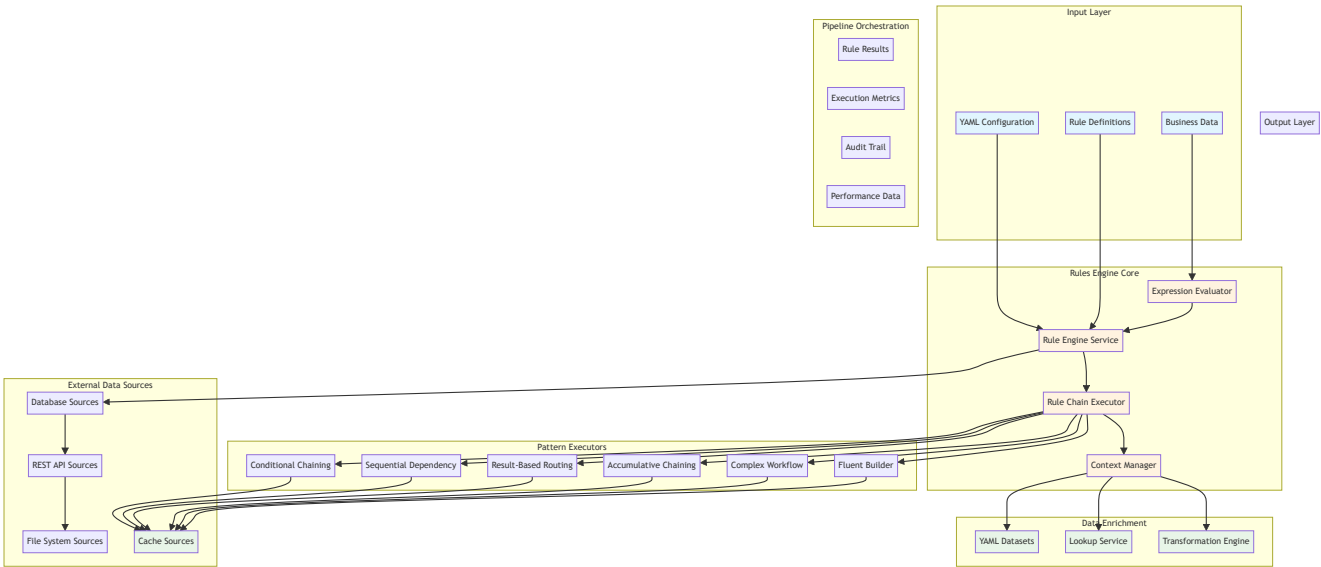 Pipeline Orchestration
Rule Results
Execution Metrics
Audit Trail
Performance Data
Input Layer
YAML Configuration
Rule Definitions
Business Data
Output Layer
Rules Engine Core
Expression Evaluator
Rule Engine Service
Rule Chain Executor
Context Manager
External Data Sources
Database Sources
REST API Sources
File System Sources
Cache Sources
Pattern Executors
Conditional Chaining
Sequential Dependency
Result-Based Routing
Accumulative Chaining
Complex Workflow
Fluent Builder
Data Enrichment
YAML Datasets
Lookup Service
Transformation Engine